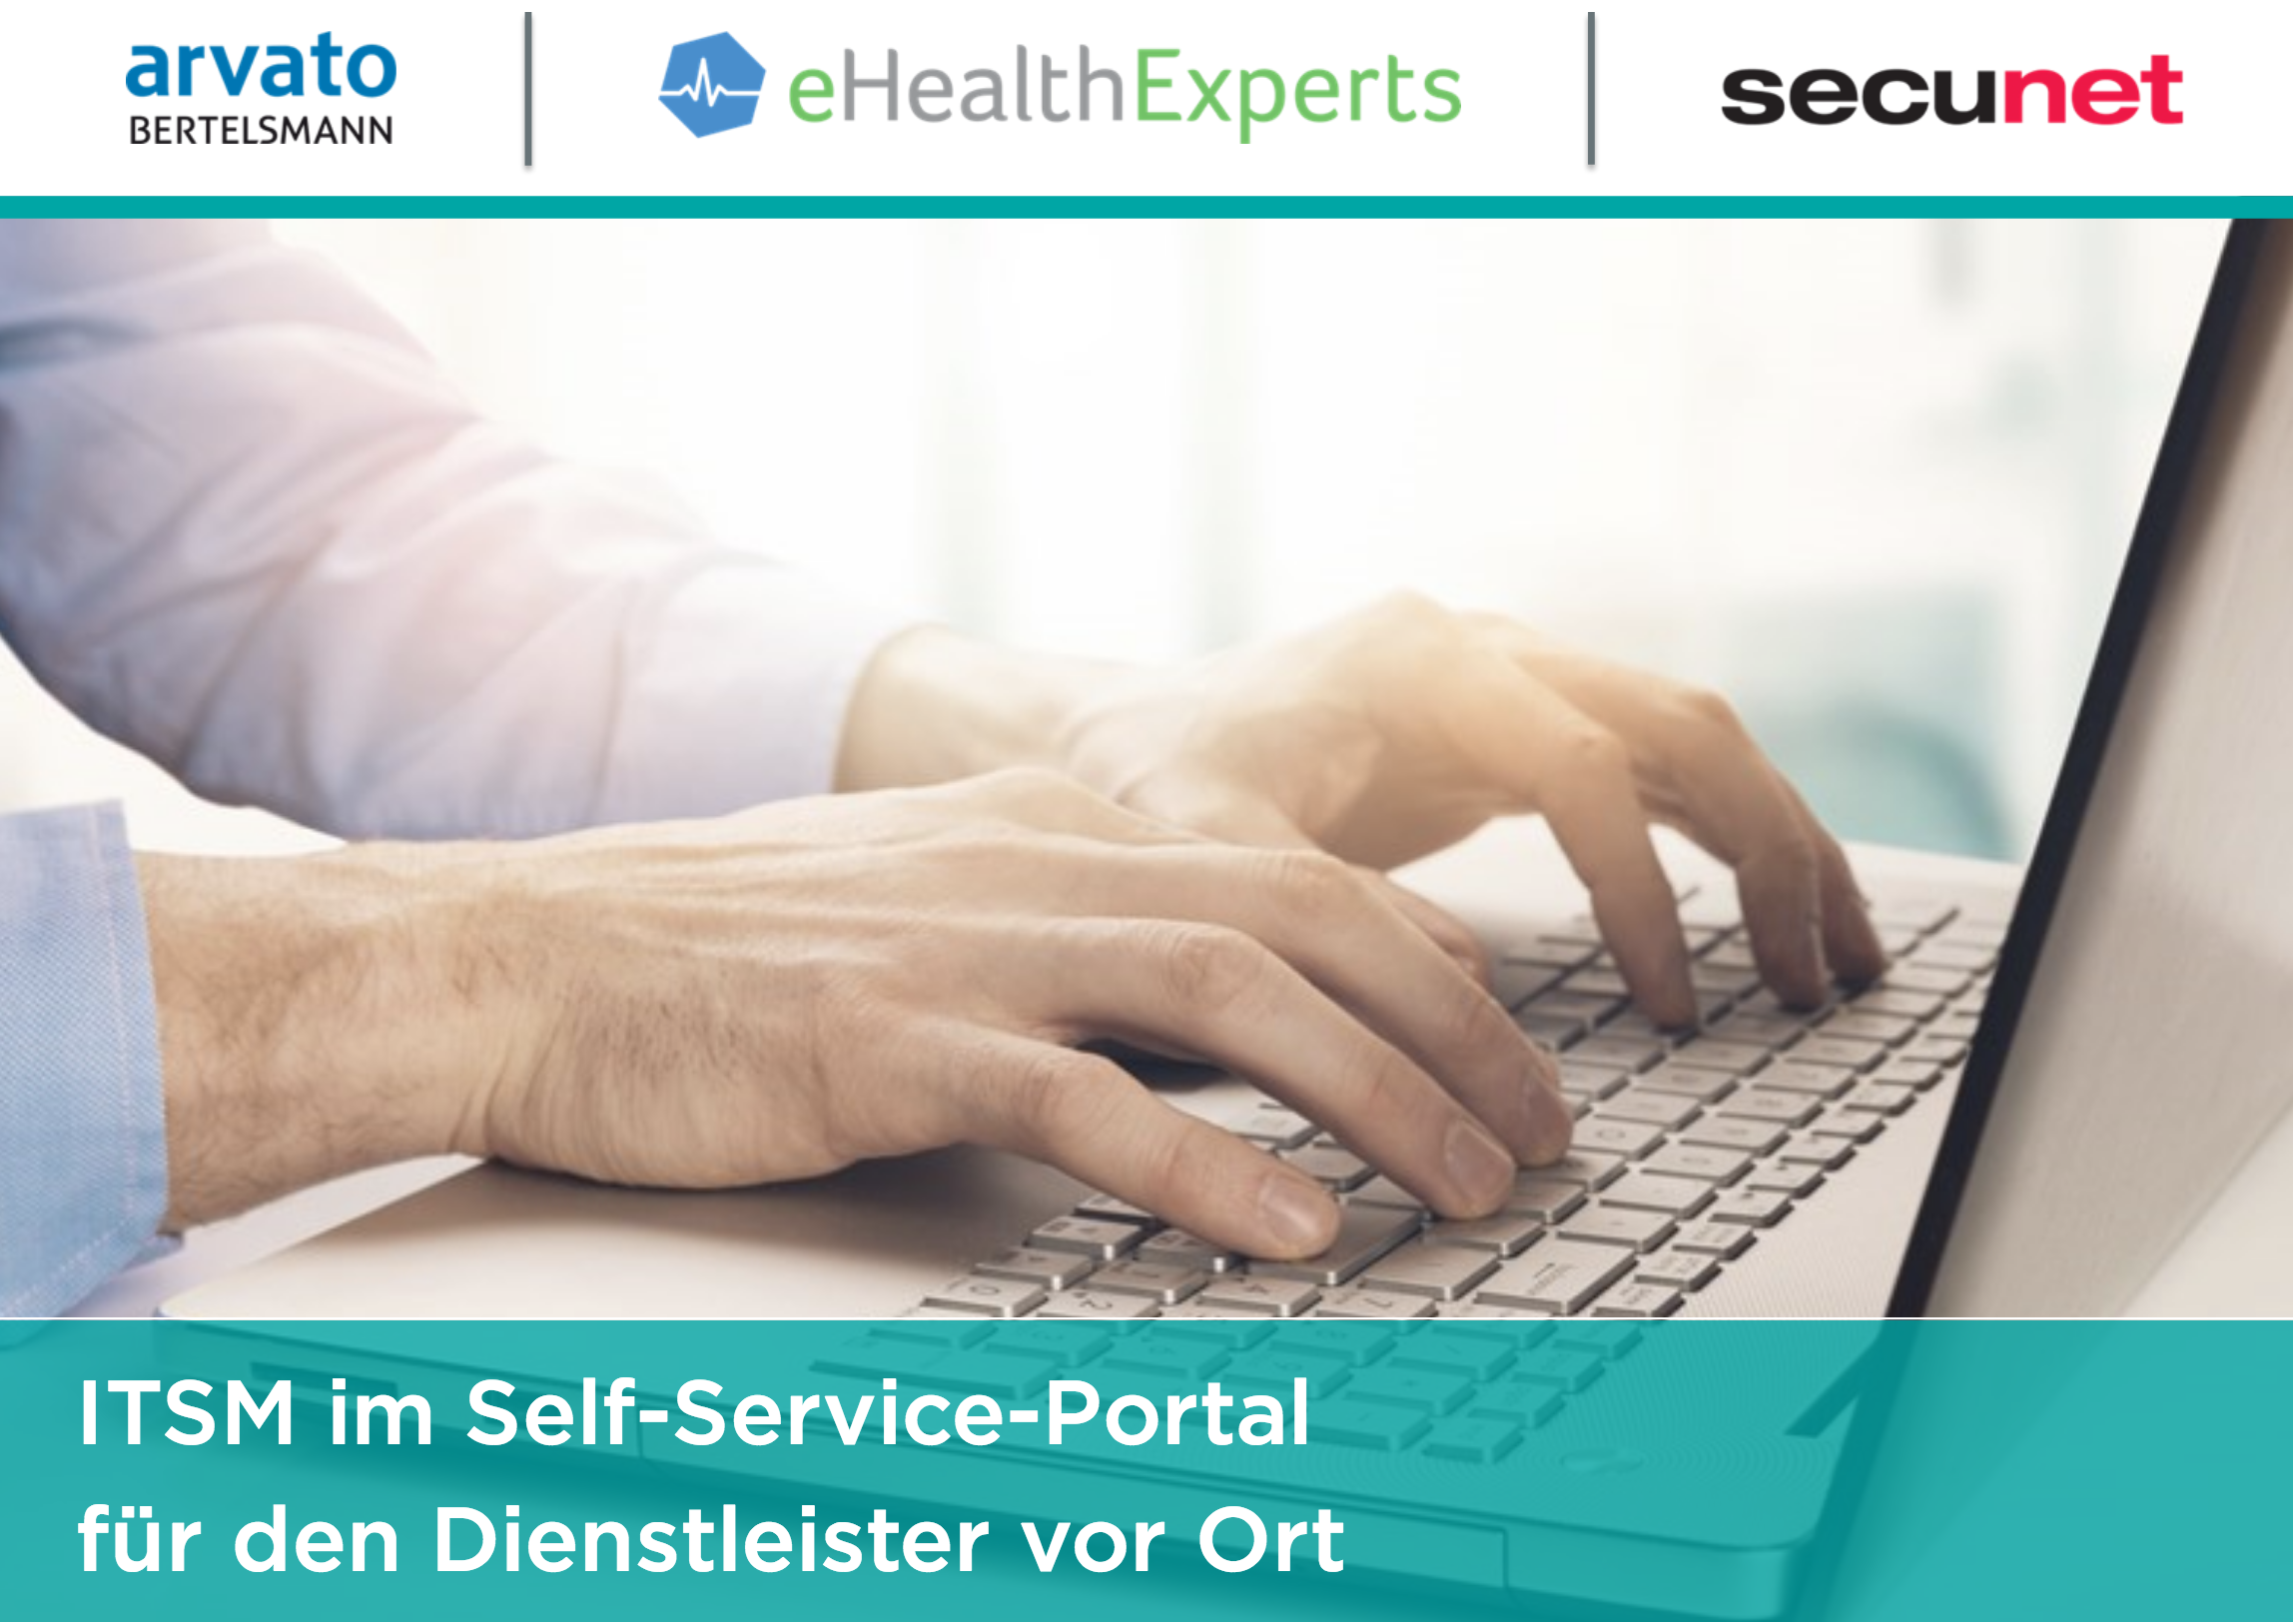 arvato
BERTELSMANN
eHealthExperts
secunet
ITSM im Self-Service-Portal
für den Dienstleister vor Ort